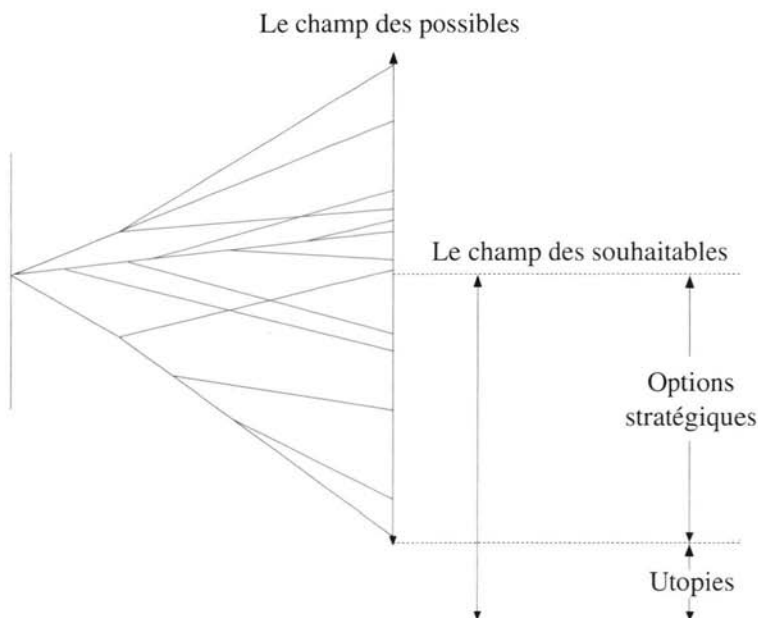 Le champ des possibles
Le champ des souhaitables
Options
stratégiques
Utopies